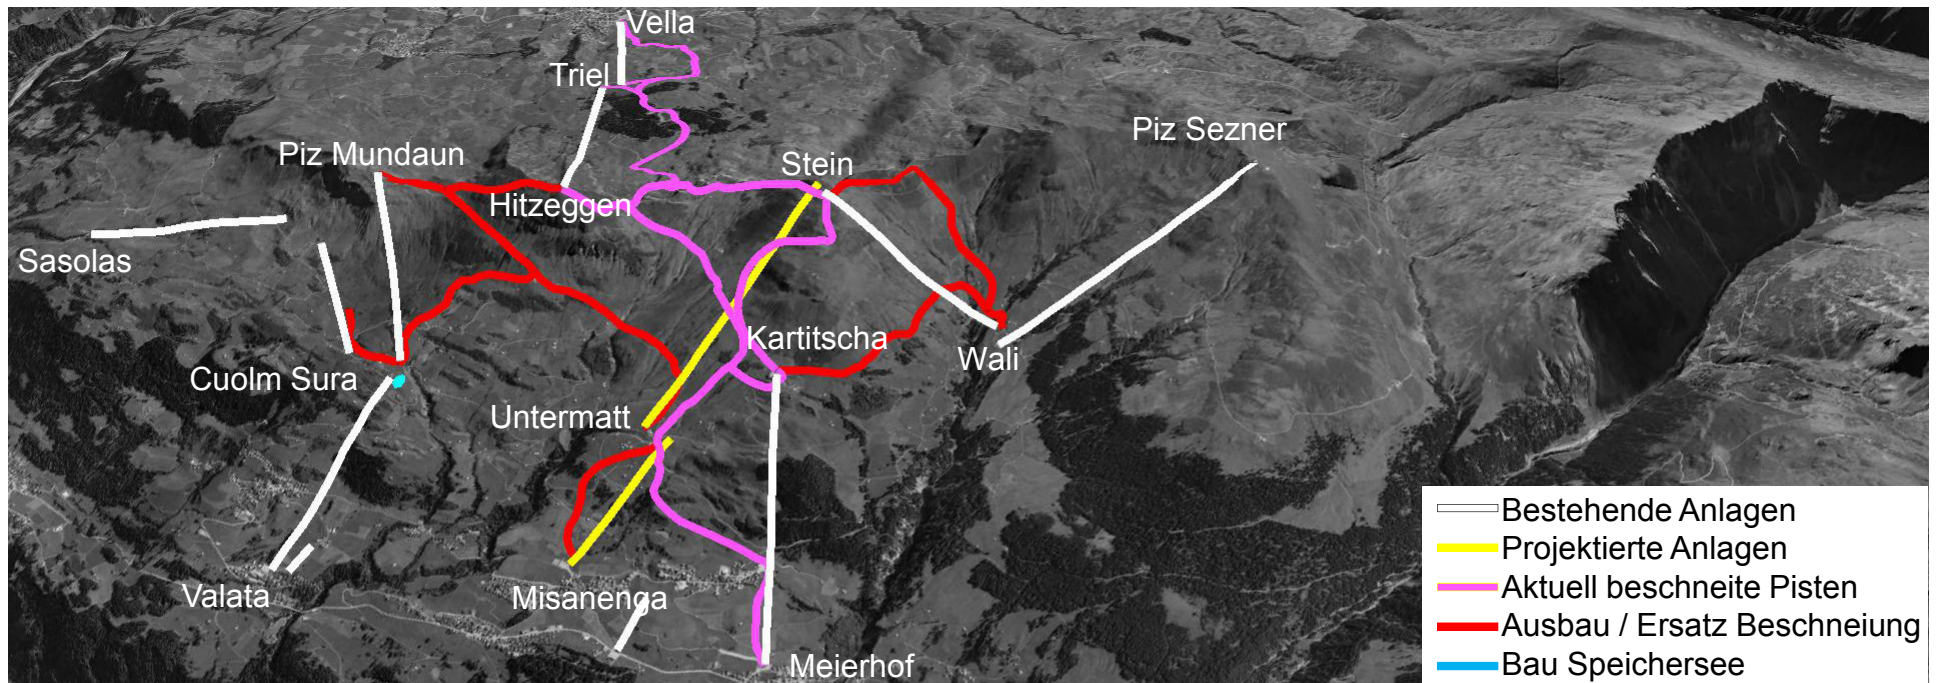 Vella
Triel
Piz Sezner
Piz Mundaun
Stein
Hitzeggen
Sasolas
Kartitscha
Wali
Cuolm Sura
Untermatt
Valata
Misanenga
Meierhof
Bestehende Anlagen
Projektierte Anlagen
Aktuell beschneite Pisten
Ausbau / Ersatz Beschneiung
Bau Speichersee